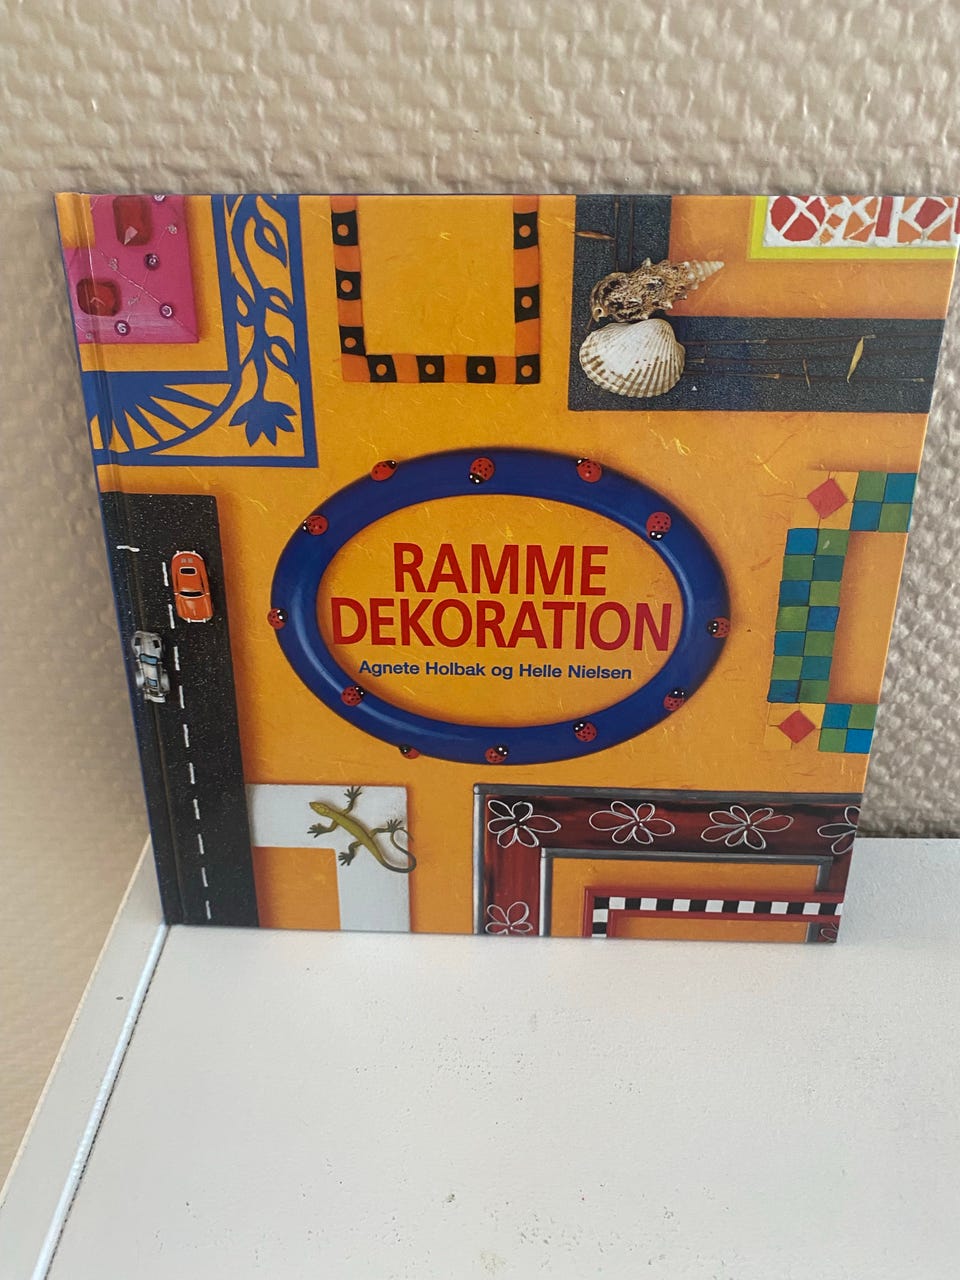 RAMME
DEKORATION
Agnete Holbak og Helle Nielsen